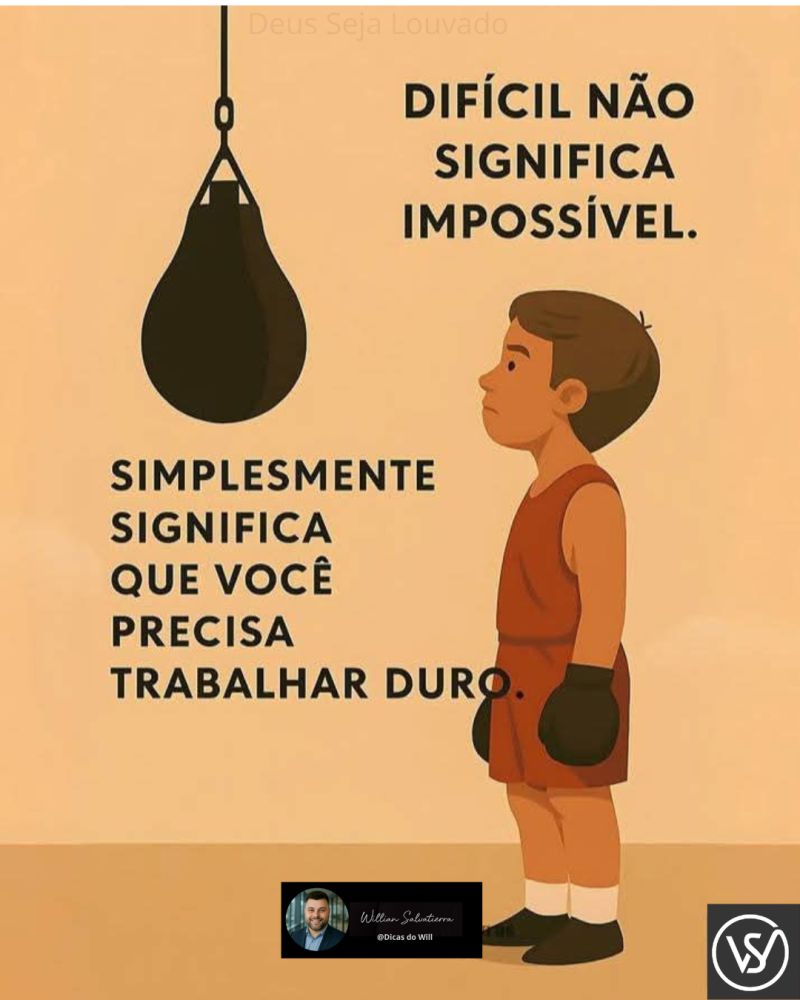 Deus Seja Louvado
DIFÍCIL NÃO
SIGNIFICA
IMPOSSÍVEL.
SIMPLESMENTE
SIGNIFICA
QUE VOCÊ
PRECISA
TRABALHAR DURO.
Willian Salvatierra
@Dicas do Will